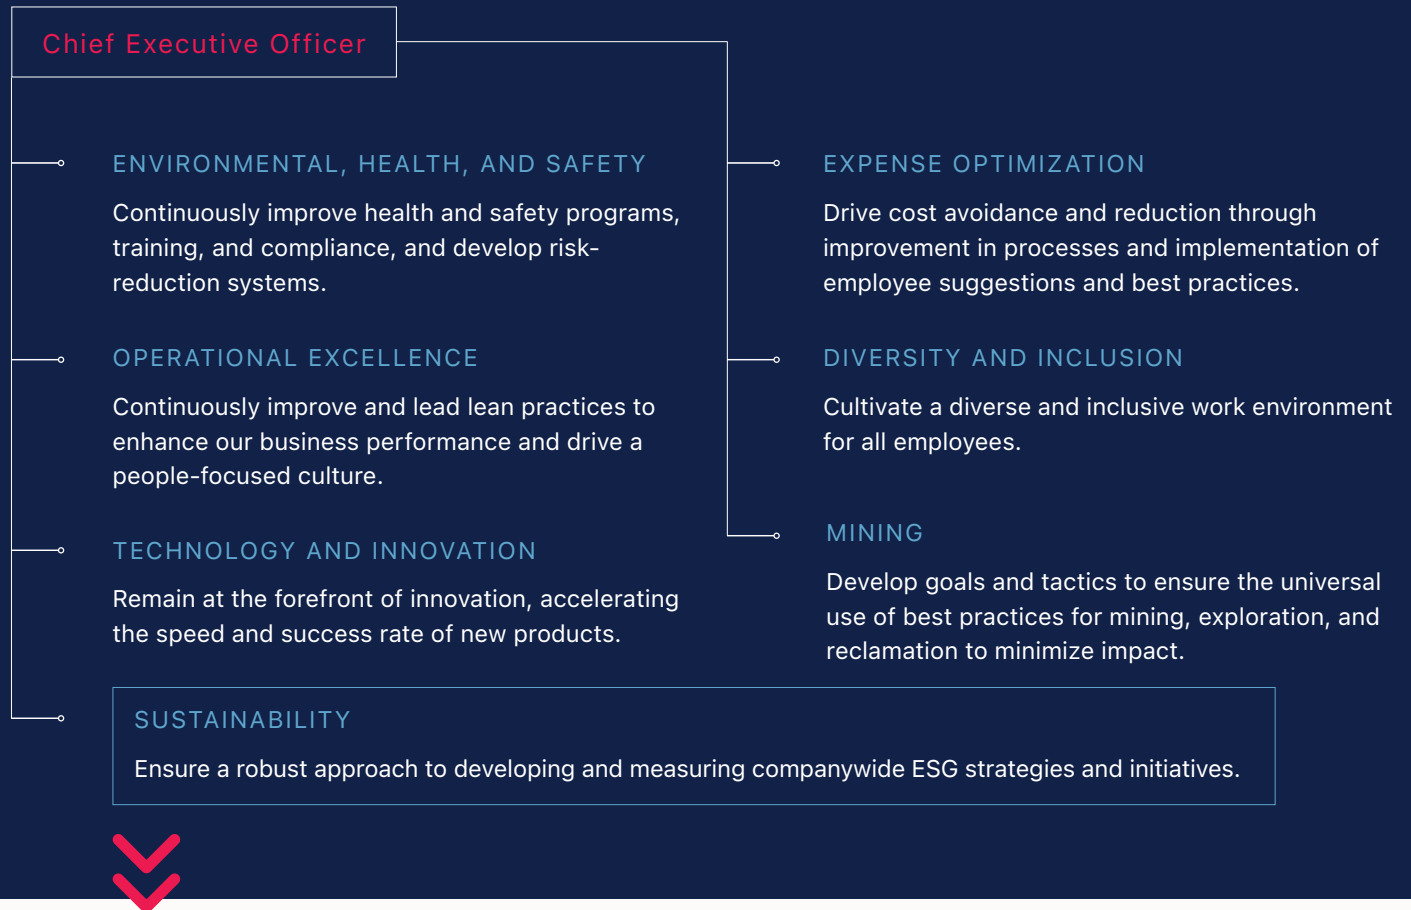 Chief Executive Officer
ENVIRONMENTAL, HEALTH, AND SAFETY
Continuously improve health and safety programs,
training, and compliance, and develop risk-
reduction systems.
OPERATIONAL EXCELLENCE
Continuously improve and lead lean practices to
enhance our business performance and drive a
people-focused culture.
TECHNOLOGY AND INNOVATION
Remain at the forefront of innovation, accelerating
the speed and success rate of new products.
EXPENSE OPTIMIZATION
Drive cost avoidance and reduction through
improvement in processes and implementation of
employee suggestions and best practices.
DIVERSITY AND INCLUSION
Cultivate a diverse and inclusive work environment
for all employees.
MINING
Develop goals and tactics to ensure the universal
use of best practices for mining, exploration, and
reclamation to minimize impact.
SUSTAINABILITY
Ensure a robust approach to developing and measuring companywide ESG strategies and initiatives.